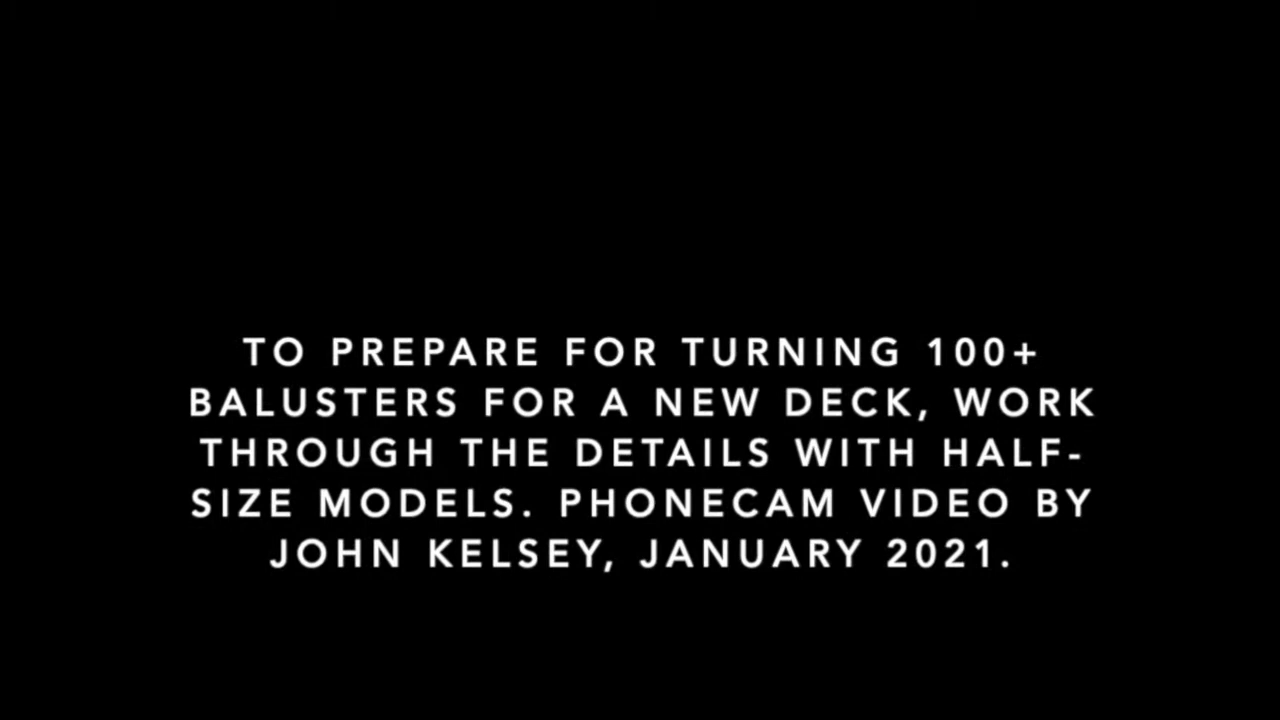 TO PREPARE FOR TURNING 100+
BALUSTERS FOR A NEW DECK, WORK
THROUGH THE DETAILS WITH HALF-
SIZE MODELS. PHONECAM VIDEO BY
JOHN KELSEY, JANUARY 2021.